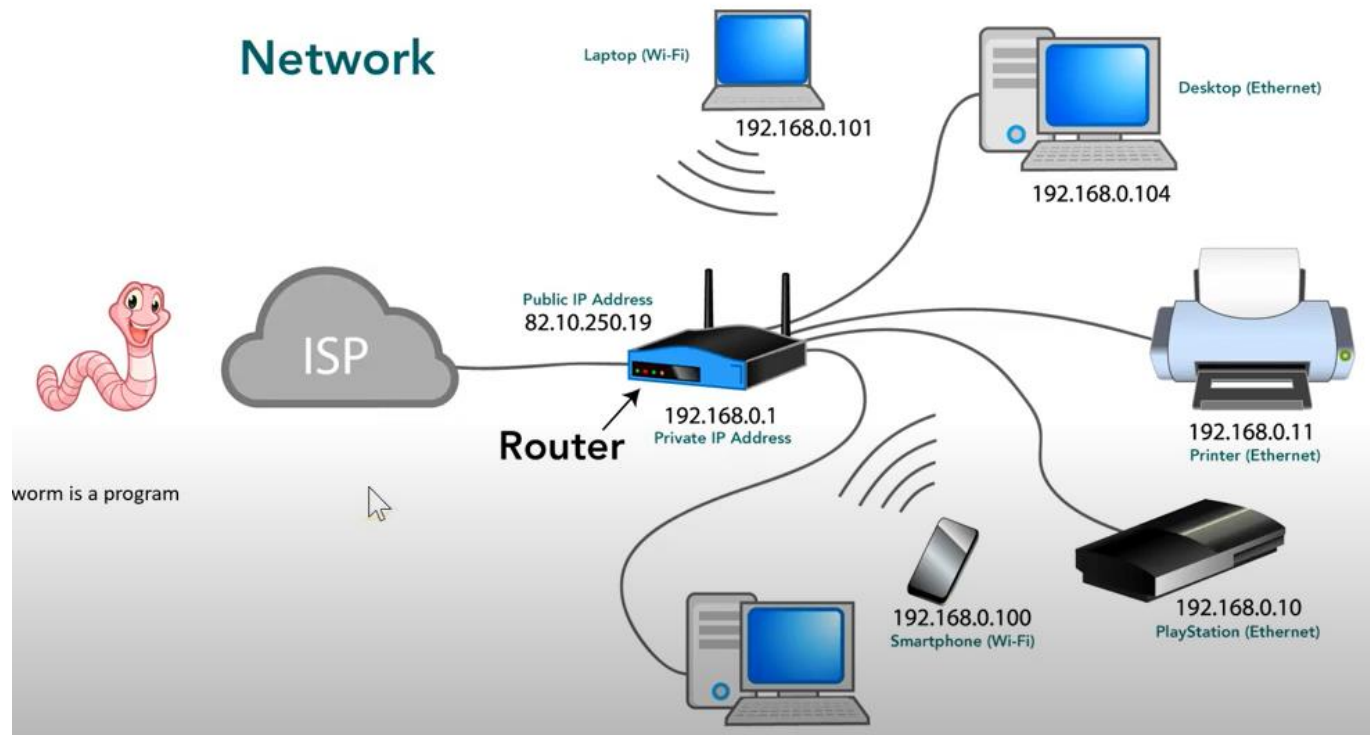 Network
Laptop (Wi-Fi)
192.168.0.101
Desktop (Ethernet)
192.168.0.104
Public IP Address
82.10.250.19
ISP
192.168.0.1
Private IP Address
Router
192.168.0.11
Printer (Ethernet)
worm is a program
192.168.0.100
Smartphone (Wi-Fi)
192.168.0.10
PlayStation (Ethernet)